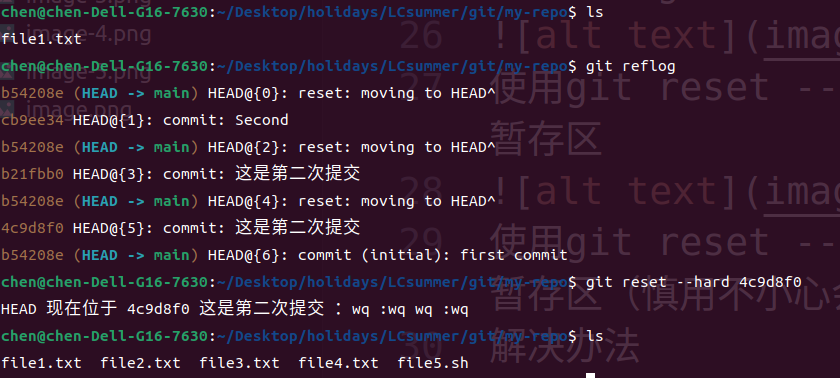 chen@chen-Dell-G16-7630:~/Desktop/holidays/LCsummer/git/my-repo$ ls
image-4.png
26
![alt text](imag
file1.txt
chen@chen-Dell-G16-7630:~/Desktop/holidays/LCsummer/git/my-repo$ git reflog
27
使用git reset --
b54208e (HEAD -> main) HEAD@{0}: reset: moving to HEAD^
image.png
cb9ee34 HEAD@{1}: commit: Second
暂存区
b54208e (HEAD -> main) HEAD@{2}: reset: moving to HEAD^
b21fbb0 HEAD@{3}: commit: 这是第二次提交
28
![alt text](imag
b54208e (HEAD -> main) HEAD@{4}: reset: moving to HEAD^
4c9d8f0 HEAD@{5}: commit: 这是第二次提交
29
使用git reset --
b54208e (HEAD -> main) HEAD@{6}: commit (initial): first commit
chen@chen-Dell-G16-7630:~/Desktop/holidays/LCsummer/git/my-repo$ git reset --hard 4c9d8f0
暂存区（慎用不小心会
HEAD 现在位于 4c9d8f0 这是第二次提交 ：wq :wq wq :wq
chen@chen-Dell-G16-7630:~/Desktop/holidays/LCsummer/git/my-repo$ ls
30
解决办法
file1.txt  file2.txt  file3.txt  file4.txt  file5.sh